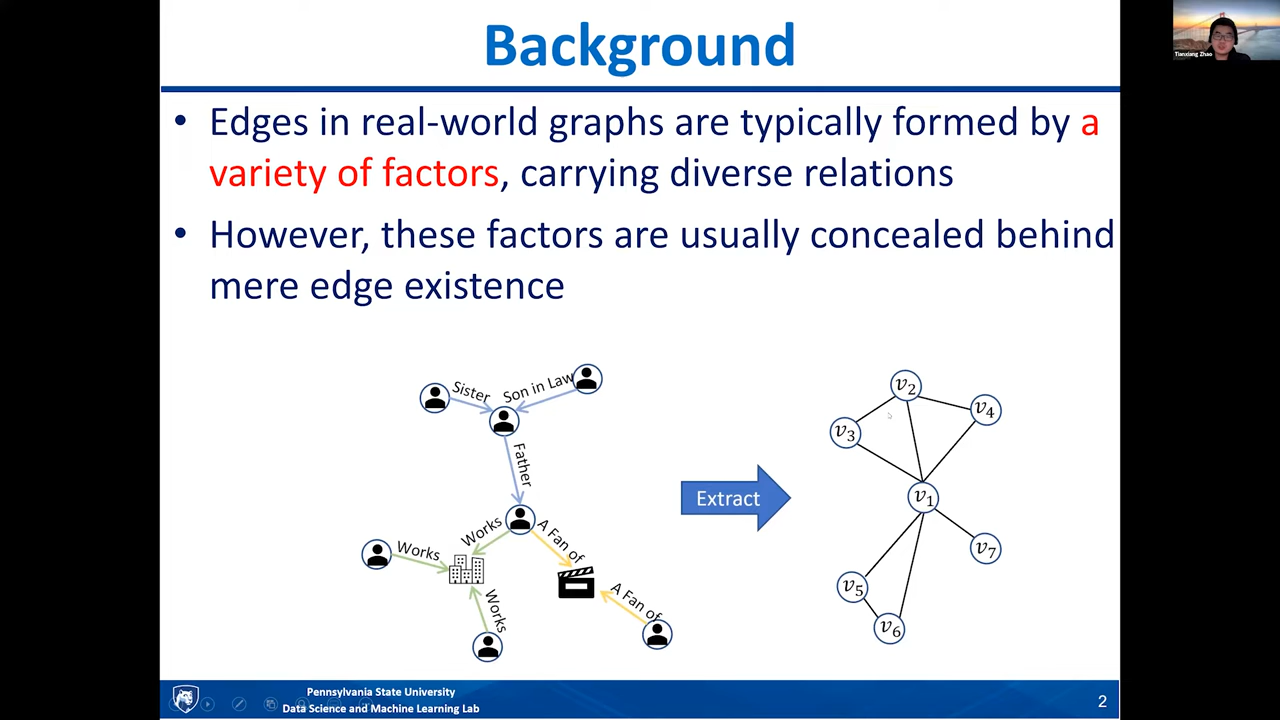 Background
Tianxiang Zhao
• Edges in real-world graphs are typically formed by a
variety of factors, carrying diverse relations
• However, these factors are usually concealed behind
mere edge existence
Sister
Son in Law
Father
Works
A Fan of
Works
Works
A Fan of
Extract
v2
v4
v3
v1
v7
v5
v6
Pennsylvania State University
Data Science and Machine Learning Lab
2